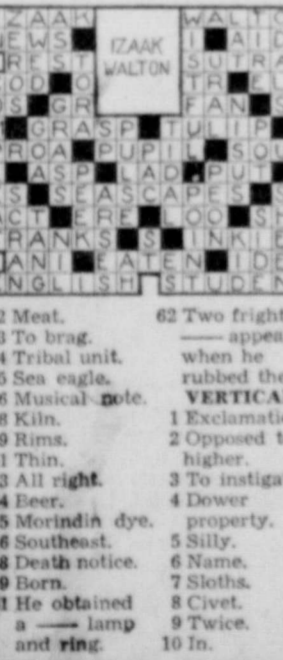 ZAAK WALTO
EWS I AID
REST IZAAK SUTRA
OD O WALTON TR EU
S GR FAN S
GRASP TULIP
ROA PUPIL SOU
ASP LAD PUT
S SEASCAPES S
CT ERE LOO SH
RANKS S INKIE
ANI EATEN IDE
NGLISH STUDEN
2 Meat.
3 To brag.
4 Tribal unit.
5 Sea eagle.
6 Musical note.
8 Kiln.
9 Rims.
1 Thin.
3 All right.
4 Beer.
5 Morindin dye.
6 Southeast.
8 Death notice.
9 Born.
1 He obtained
a —— lamp
and ring.
62 Two fright
—— appea
when he
rubbed the
VERTICA
1 Exclamati
2 Opposed t
higher.
3 To instiga
4 Dower
property.
5 Silly.
6 Name.
7 Sloths.
8 Civet.
9 Twice.
10 In.